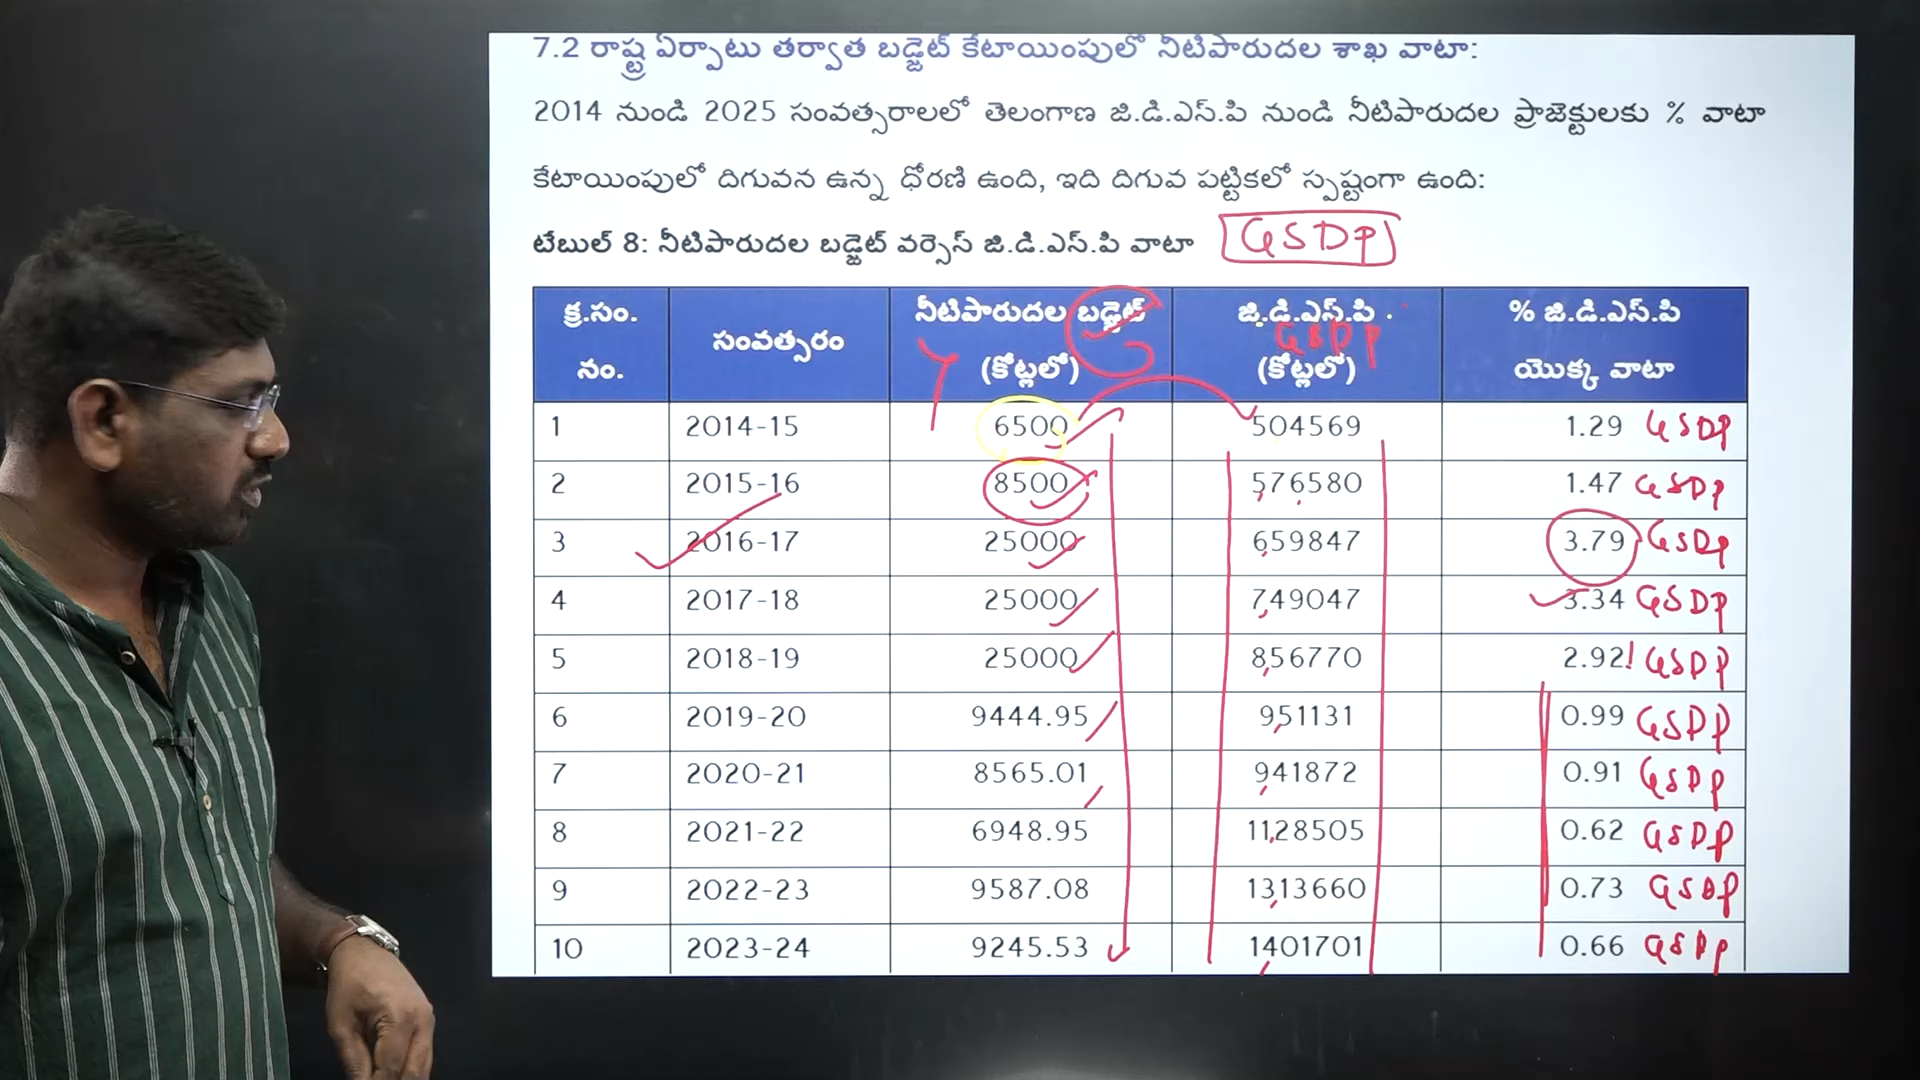 7.2 రాష్ట్ర ఏర్పాటు తర్వాత బడ్జెట్ కేటాయింపులో నీటిపారుదల శాఖ వాటా:
2014 నుండి 2025 సంవత్సరాలలో తెలంగాణ జి.డి.ఎస్.పి నుండి నీటిపారుదల ప్రాజెక్టులకు % వాటా
కేటాయింపులో దిగువన ఉన్న ధోరణి ఉంది, ఇది దిగువ పట్టికలో స్పష్టంగా ఉంది:
టేబుల్ 8: నీటిపారుదల బడ్జెట్ వర్సెస్ జి.డి.ఎస్.పి వాటా GSDP
క్ర.సం. నం. సంవత్సరం నీటిపారుదల బడ్జెట్ (కోట్లలో) జి.డి.ఎస్.పి (కోట్లలో) GSDP % జి.డి.ఎస్.పి యొక్క వాటా
1 2014-15 6500 504569 1.29 GSDP
2 2015-16 8500 576580 1.47 GSDP
3 2016-17 25000 659847 3.79 GSDP
4 2017-18 25000 749047 3.34 GSDP
5 2018-19 25000 856770 2.92 GSDP
6 2019-20 9444.95 951131 0.99 GSDP
7 2020-21 8565.01 941872 0.91 GSDP
8 2021-22 6948.95 1128505 0.62 GSDP
9 2022-23 9587.08 1313660 0.73 GSDP
10 2023-24 9245.53 1401701 0.66 GSDP